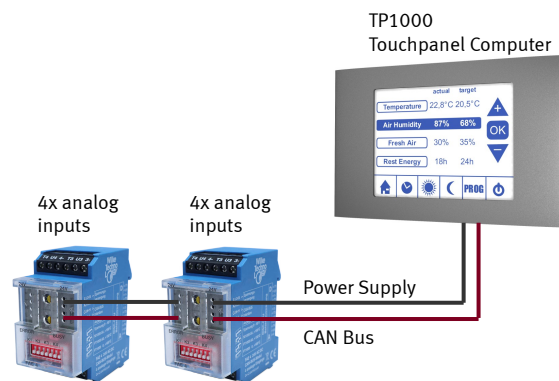 TP1000
Touchpanel Computer
actual target
Temperature 22,8°C 20,5°C
Air Humidity 87% 68%
OK
Fresh Air 30% 35%
Rest Energy 18h 24h
PROG
4x analog
inputs
4x analog
inputs
Power Supply
CAN Bus